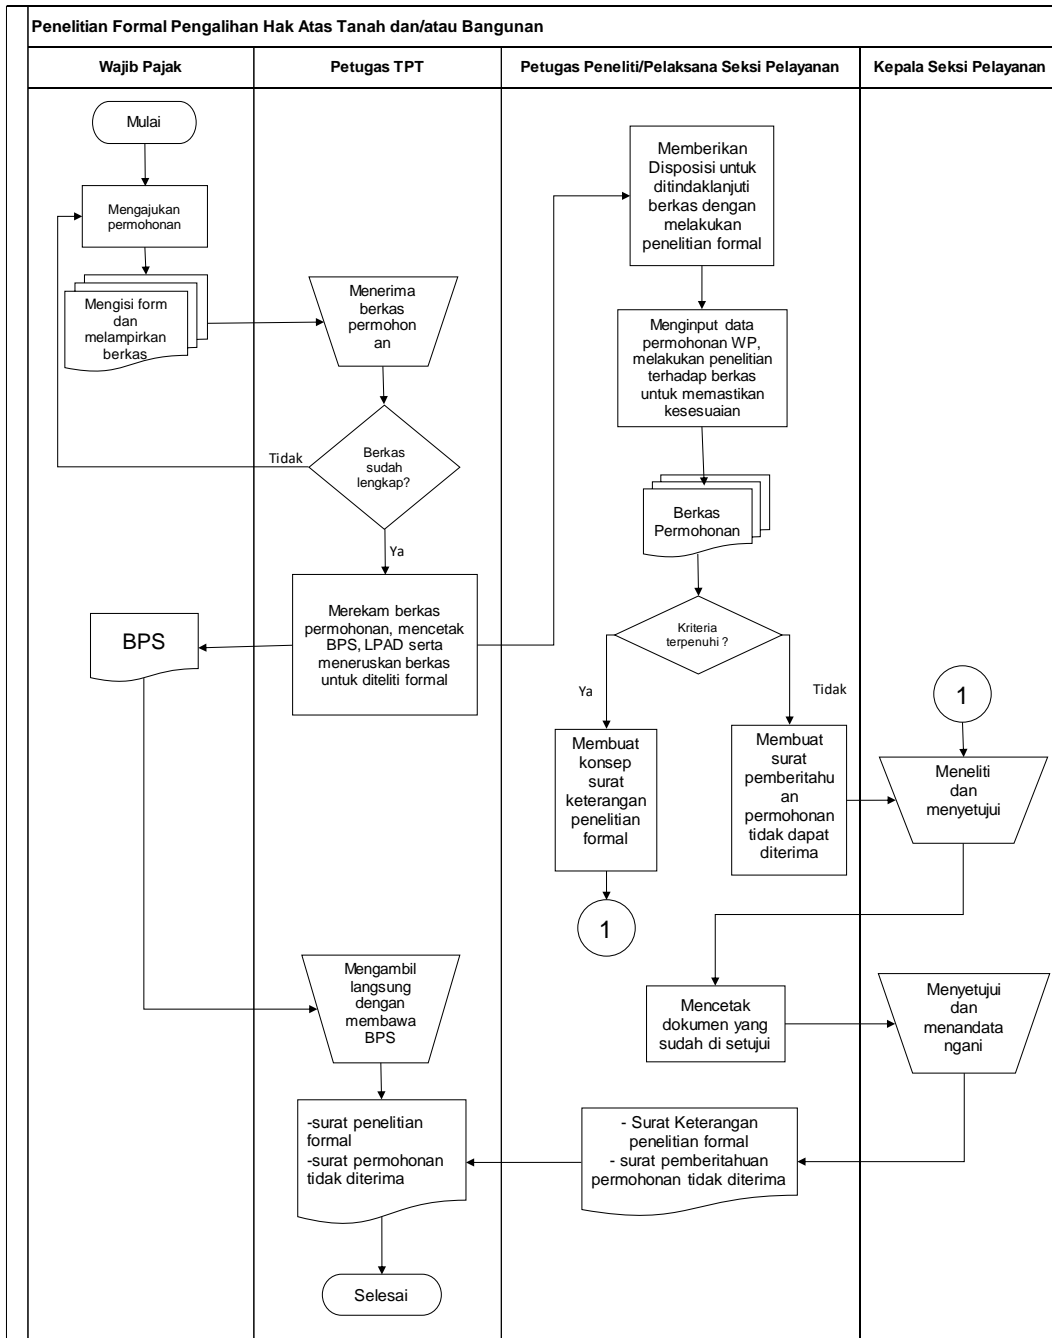 Penelitian Formal Pengalihan Hak Atas Tanah dan/atau Bangunan
Wajib Pajak
Petugas TPT
Petugas Peneliti/Pelaksana Seksi Pelayanan
Kepala Seksi Pelayanan
Mulai
Mengajukan
permohonan
Mengisi form
dan
melampirkan
berkas
Menerima
berkas
permohon
an
Berkas
sudah
lengkap?
Tidak
Ya
Merekam berkas
permohonan, mencetak
BPS, LPAD serta
meneruskan berkas
untuk diteliti formal
BPS
Memberikan
Disposisi untuk
ditindaklanjuti
berkas dengan
melakukan
penelitian formal
Menginput data
permohonan WP,
melakukan penelitian
terhadap berkas
untuk memastikan
kesesuaian
Berkas
Permohonan
Kriteria
terpenuhi ?
Ya
Tidak
Membuat
konsep
surat
keterangan
penelitian
formal
1
Membuat
surat
pemberitahu
an
permohonan
tidak dapat
diterima
1
Meneliti
dan
menyetujui
Mencetak
dokumen yang
sudah di setujui
Menyetujui
dan
menandata
ngani
- Surat Keterangan
penelitian formal
- surat pemberitahuan
permohonan tidak diterima
Mengambil
langsung
dengan
membawa
BPS
-surat penelitian
formal
-surat permohonan
tidak diterima
Selesai